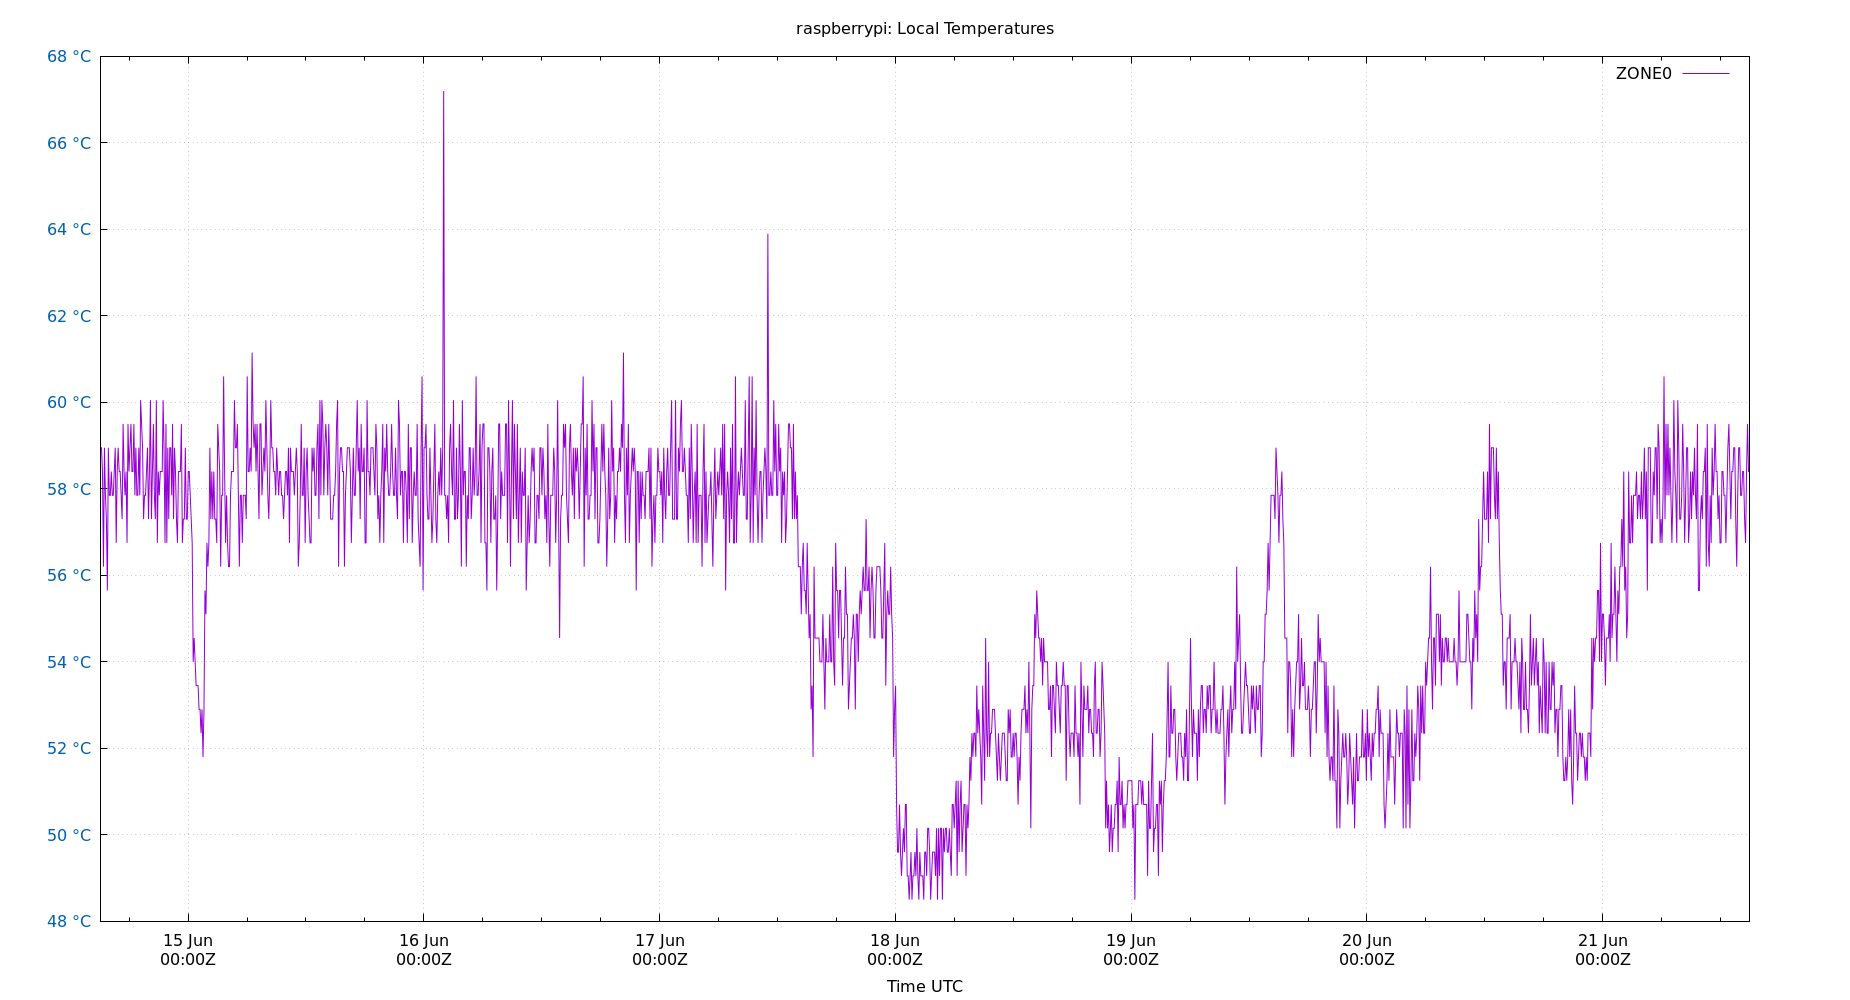 raspberrypi: Local Temperatures
68 °C
ZONE0
66 °C
64 °C
62 °C
60 °C
58 °C
56 °C
54 °C
52 °C
50 °C
48 °C
15 Jun 16 Jun 17 Jun 18 Jun 19 Jun 20 Jun 21 Jun
00:00Z 00:00Z 00:00Z 00:00Z 00:00Z 00:00Z 00:00Z
Time UTC